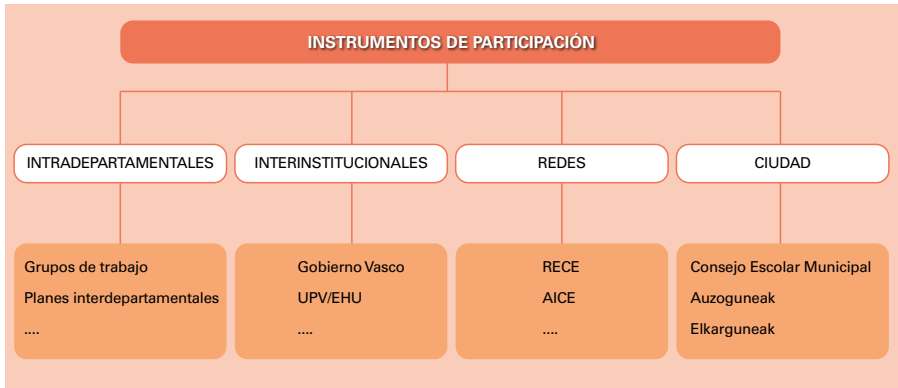 INSTRUMENTOS DE PARTICIPACIÓN
INTRADEPARTAMENTALES
Grupos de trabajo
Planes interdepartamentales
....
INTERINSTITUCIONALES
Gobierno Vasco
UPV/EHU
....
REDES
RECE
AICE
....
CIUDAD
Consejo Escolar Municipal
Auzoguneak
Elkarguneak